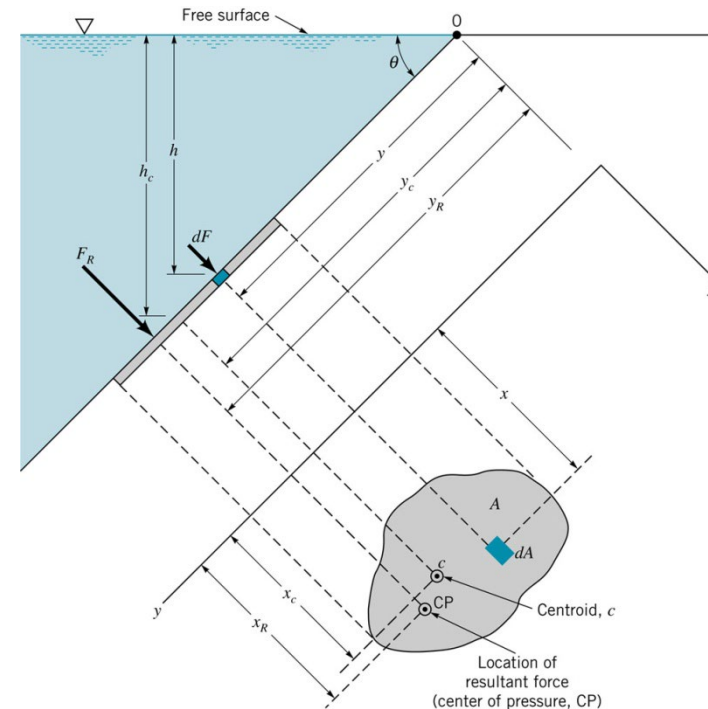 Free surface
0
θ
h
h_c
y
y_c
y_R
dF
F_R
x
A
dA
c
x_c
CP
y
x_R
Centroid, c
Location of
resultant force
(center of pressure, CP)